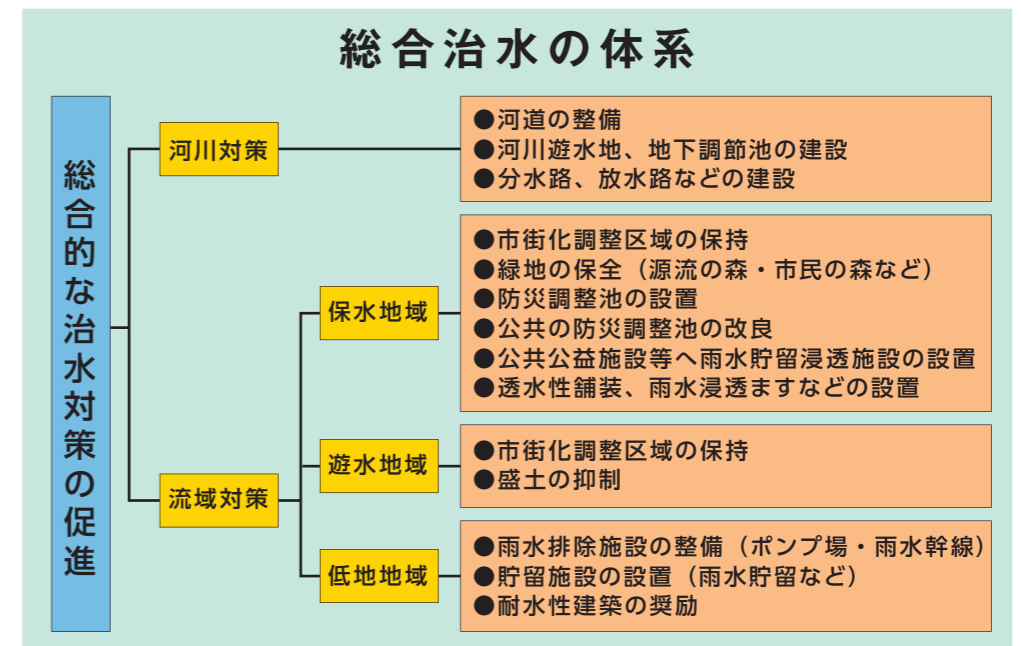 総合治水の体系
総合的な治水対策の促進
河川対策
●河道の整備
●河川遊水地、地下調節池の建設
●分水路、放水路などの建設
流域対策
保水地域
●市街化調整区域の保持
●緑地の保全（源流の森・市民の森など）
●防災調整池の設置
●公共の防災調整池の改良
●公共公益施設等へ雨水貯留浸透施設の設置
●透水性舗装、雨水浸透ますなどの設置
遊水地域
●市街化調整区域の保持
●盛土の抑制
低地地域
●雨水排除施設の整備（ポンプ場・雨水幹線）
●貯留施設の設置（雨水貯留など）
●耐水性建築の奨励